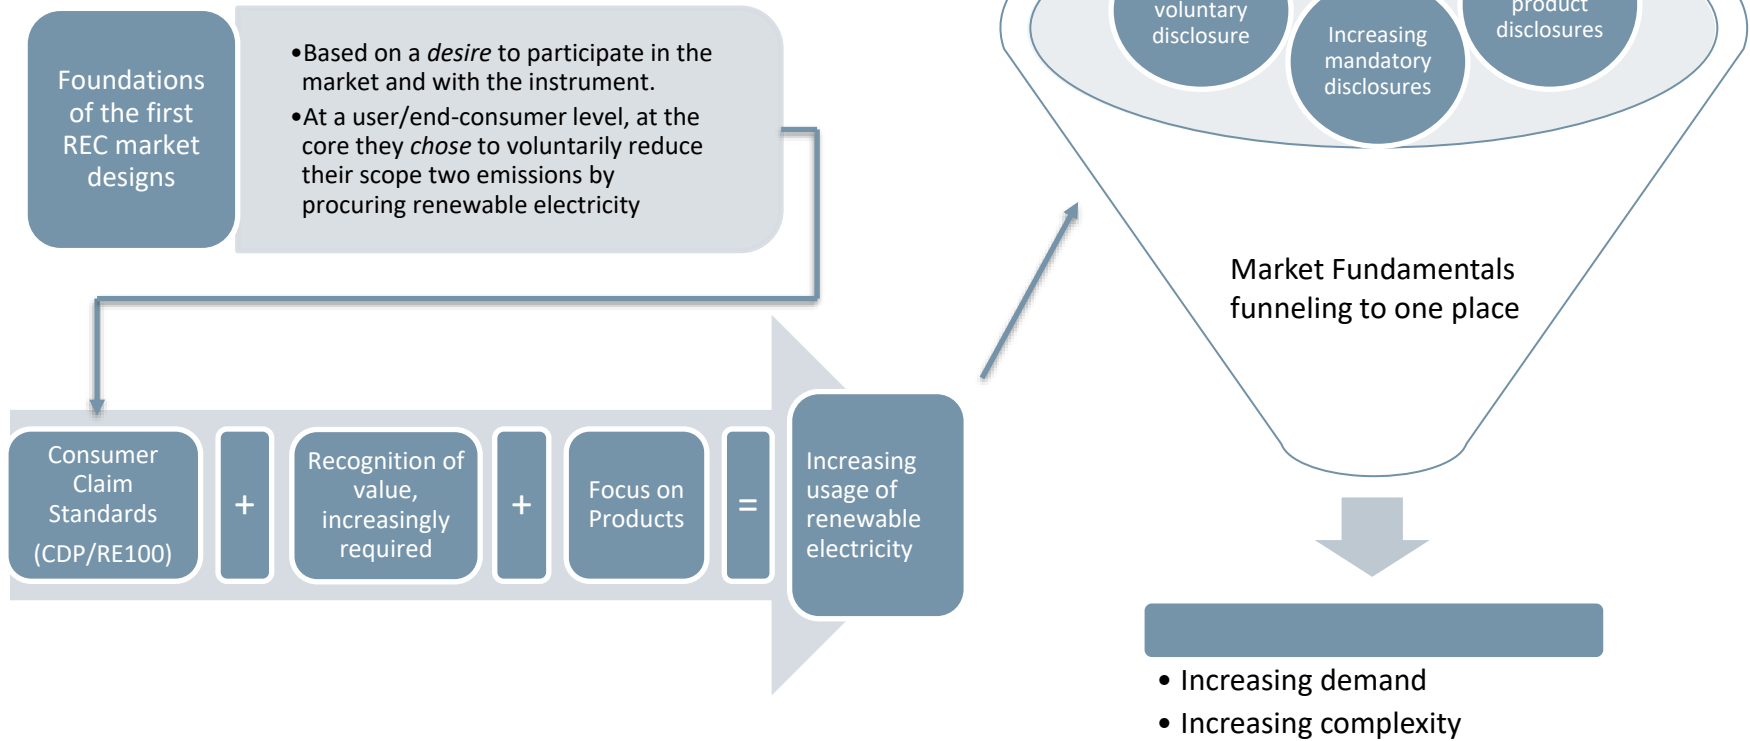 Foundations
of the first
REC market
designs
•Based on a desire to participate in the
market and with the instrument.
•At a user/end-consumer level, at the
core they chose to voluntarily reduce
their scope two emissions by
procuring renewable electricity
Consumer
Claim
Standards
(CDP/RE100)
+
Recognition of
value,
increasingly
required
+
Focus on
Products
=
Increasing
usage of
renewable
electricity
voluntary
disclosure
Increasing
mandatory
disclosures
product
disclosures
Market Fundamentals
funneling to one place
• Increasing demand
• Increasing complexity